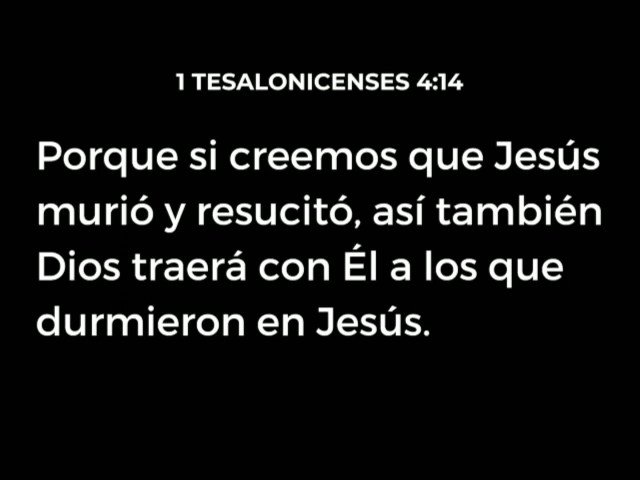 1 TESALONICENSES 4:14
Porque si creemos que Jesús
murió y resucitó, así también
Dios traerá con Él a los que
durmieron en Jesús.